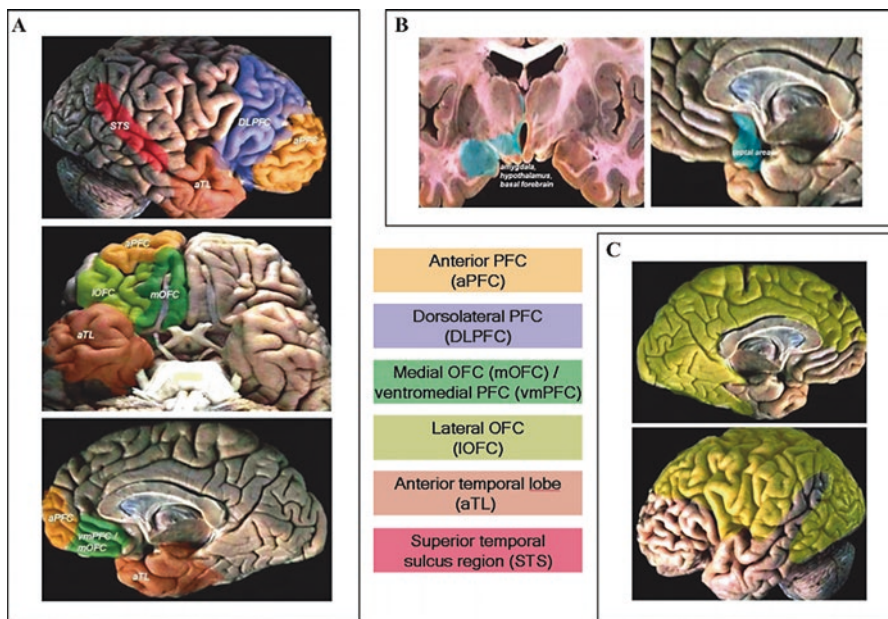 A
STS
DLPFC
aPFC
aTL
aPFC
lOFC
mOFC
aTL
aPFC
vmPFC /
mOFC
aTL
B
amygdala,
hypothalamus,
basal forebrain
septal areas
Anterior PFC
(aPFC)
Dorsolateral PFC
(DLPFC)
Medial OFC (mOFC) /
ventromedial PFC (vmPFC)
Lateral OFC
(lOFC)
Anterior temporal lobe
(aTL)
Superior temporal
sulcus region (STS)
C